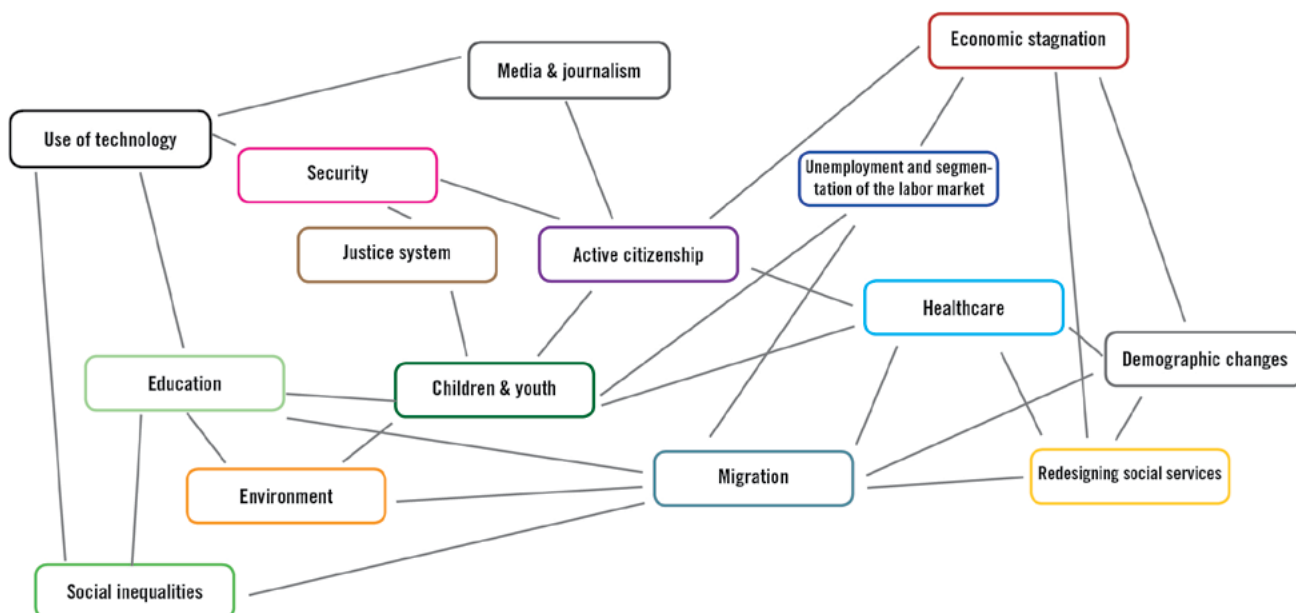 Economic stagnation
Media & journalism
Use of technology
Security
Unemployment and segmen-
tation of the labor market
Justice system
Active citizenship
Healthcare
Demographic changes
Education
Children & youth
Migration
Redesigning social services
Environment
Social inequalities